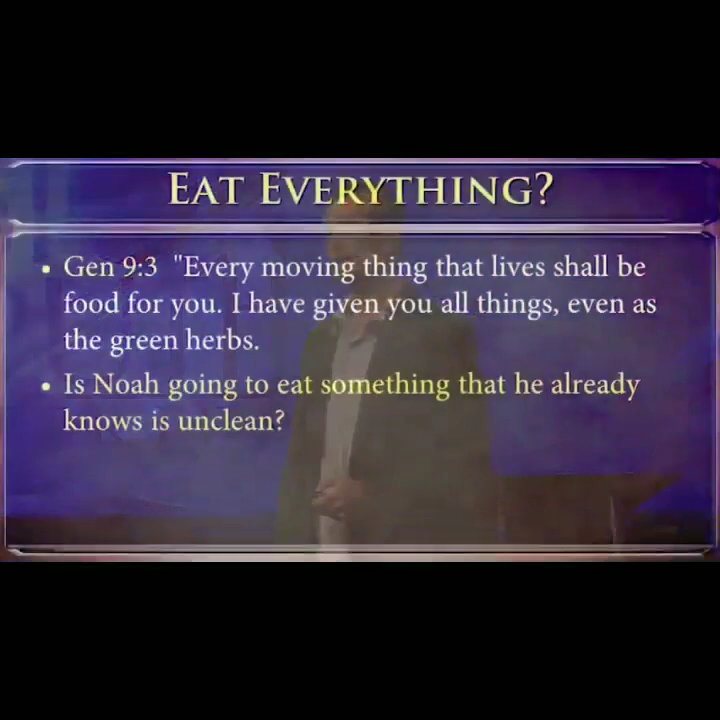 EAT EVERYTHING?
• Gen 9:3 "Every moving thing that lives shall be
food for you. I have given you all things, even as
the green herbs.
• Is Noah going to eat something that he already
knows is unclean?